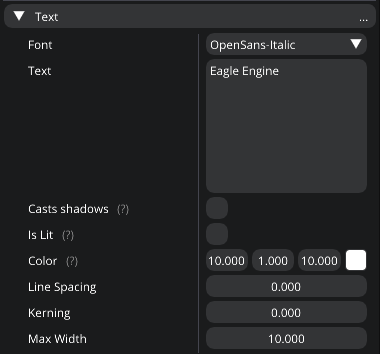 Text ...
Font OpenSans-Italic
Text Eagle Engine
Casts shadows (?)
Is Lit (?)
Color (?) 10.000 1.000 10.000
Line Spacing 0.000
Kerning 0.000
Max Width 10.000